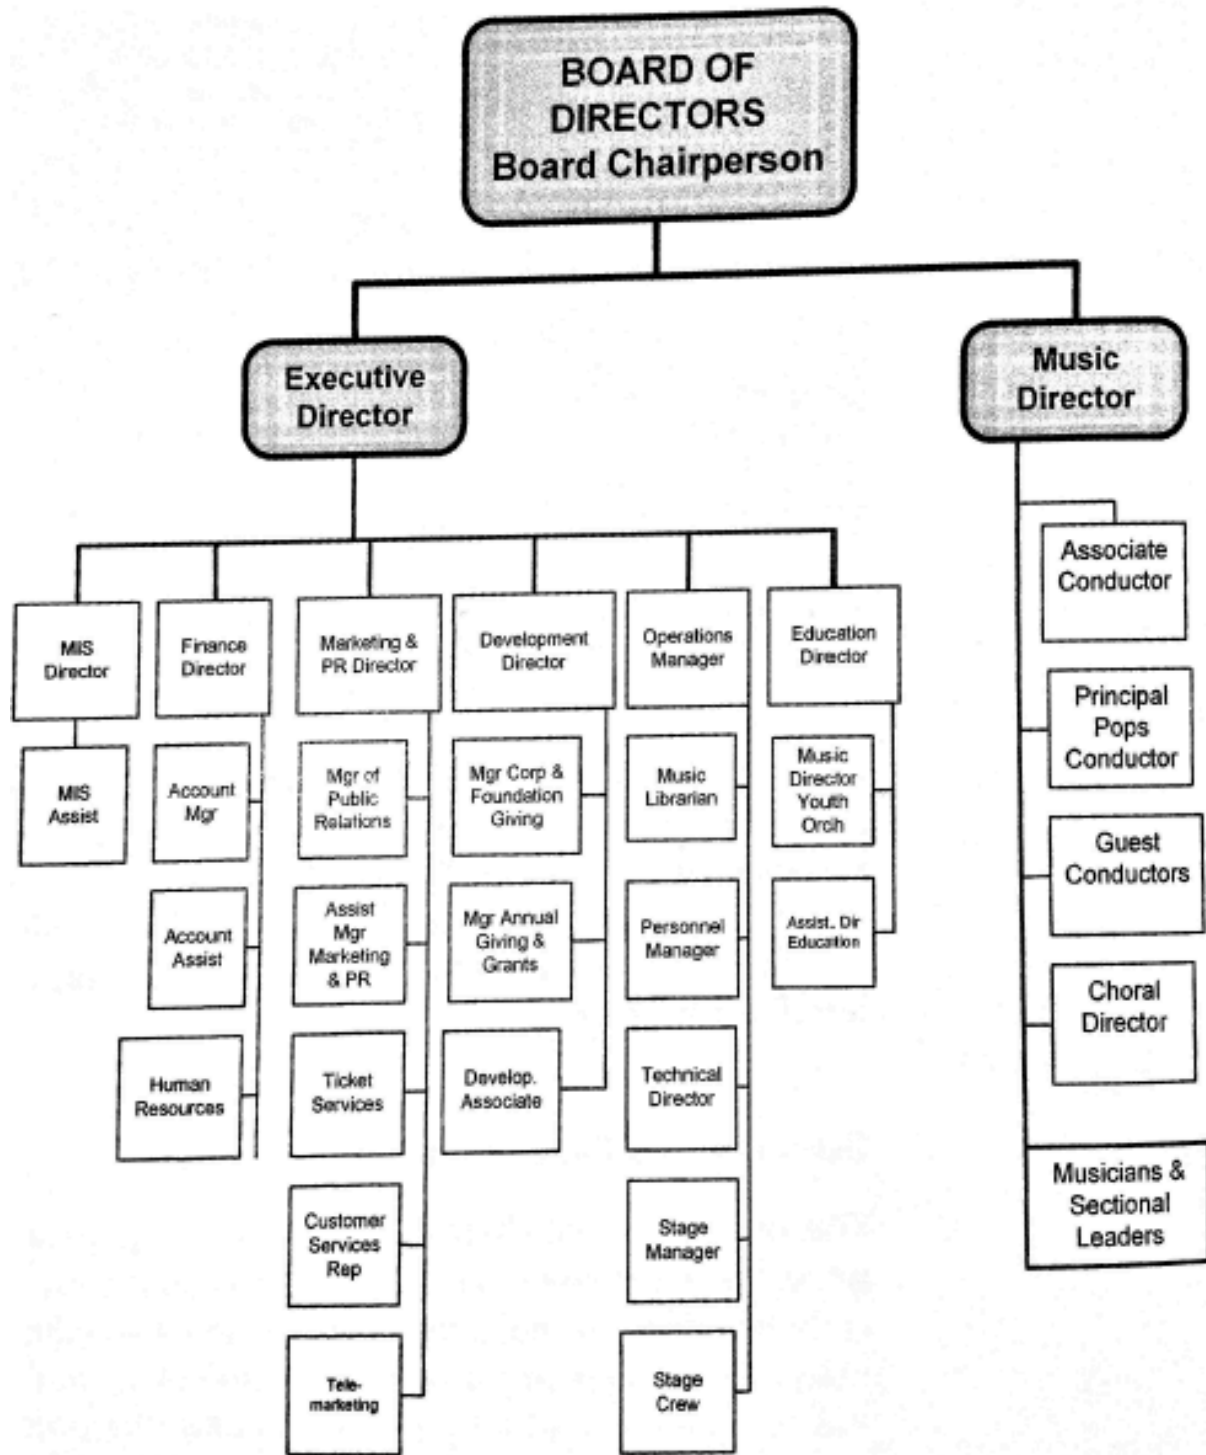 BOARD OF
DIRECTORS
Board Chairperson
Executive
Director
Music
Director
MIS
Director
Finance
Director
Marketing &
PR Director
Development
Director
Operations
Manager
Education
Director
MIS
Assist
Account
Mgr
Account
Assist
Human
Resources
Mgr of
Public
Relations
Assist
Mgr
Marketing
& PR
Ticket
Services
Customer
Services
Rep
Tele-
marketing
Mgr Corp &
Foundation
Giving
Mgr Annual
Giving &
Grants
Develop.
Associate
Music
Librarian
Personnel
Manager
Technical
Director
Stage
Manager
Stage
Crew
Music
Director
Youth
Orch
Assist. Dir
Education
Associate
Conductor
Principal
Pops
Conductor
Guest
Conductors
Choral
Director
Musicians &
Sectional
Leaders